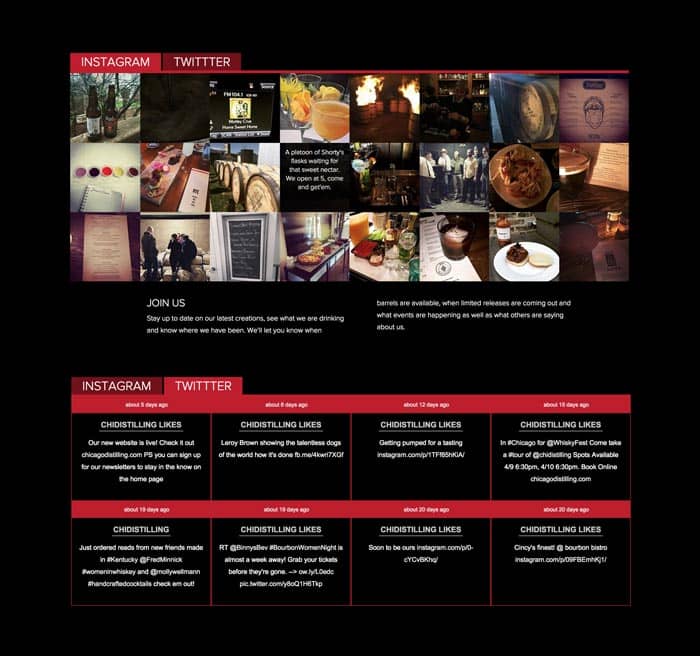 INSTAGRAM
TWITTTER
FM 104.1
Motley Crue
Home Sweet Home
A platoon of Shorty's
flasks waiting for
that sweet nectar.
We open at 5, come
and get'em.
JOIN US
Stay up to date on our latest creations, see what we are drinking
and know where we have been. We'll let you know when
barrels are available, when limited releases are coming out and
what events are happening as well as what others are saying
about us.
INSTAGRAM
TWITTTER
about 5 days ago
CHIDISTILLING LIKES
Our new website is live! Check it out
chicagodistilling.com PS you can sign up
for our newsletters to stay in the know on
the home page
about 8 days ago
CHIDISTILLING LIKES
Leroy Brown showing the talentless dogs
of the world how it's done fb.me/4kwri7XGf
about 12 days ago
CHIDISTILLING LIKES
Getting pumped for a tasting
instagram.com/p/1TFf65hKiA/
about 18 days ago
CHIDISTILLING LIKES
In #Chicago for @WhiskyFest Come take
a #tour of @chidistilling Spots Available
4/9 6:30pm, 4/10 6:30pm. Book Online
chicagodistilling.com
about 19 days ago
CHIDISTILLING
Just ordered reads from new friends made
in #Kentucky @FredMinnick
#womeninwhiskey and @mollywellmann
#handcraftedcocktails check em out!
about 19 days ago
CHIDISTILLING LIKES
RT @BinnysBev #BourbonWomenNight is
almost a week away! Grab your tickets
before they're gone. --> ow.ly/L0edc
pic.twitter.com/y8oQ1H6Tkp
about 20 days ago
CHIDISTILLING LIKES
Soon to be ours instagram.com/p/0-
cYCvBKhq/
about 20 days ago
CHIDISTILLING LIKES
Cincy's finest! @ bourbon bistro
instagram.com/p/09FBEmhKj1/